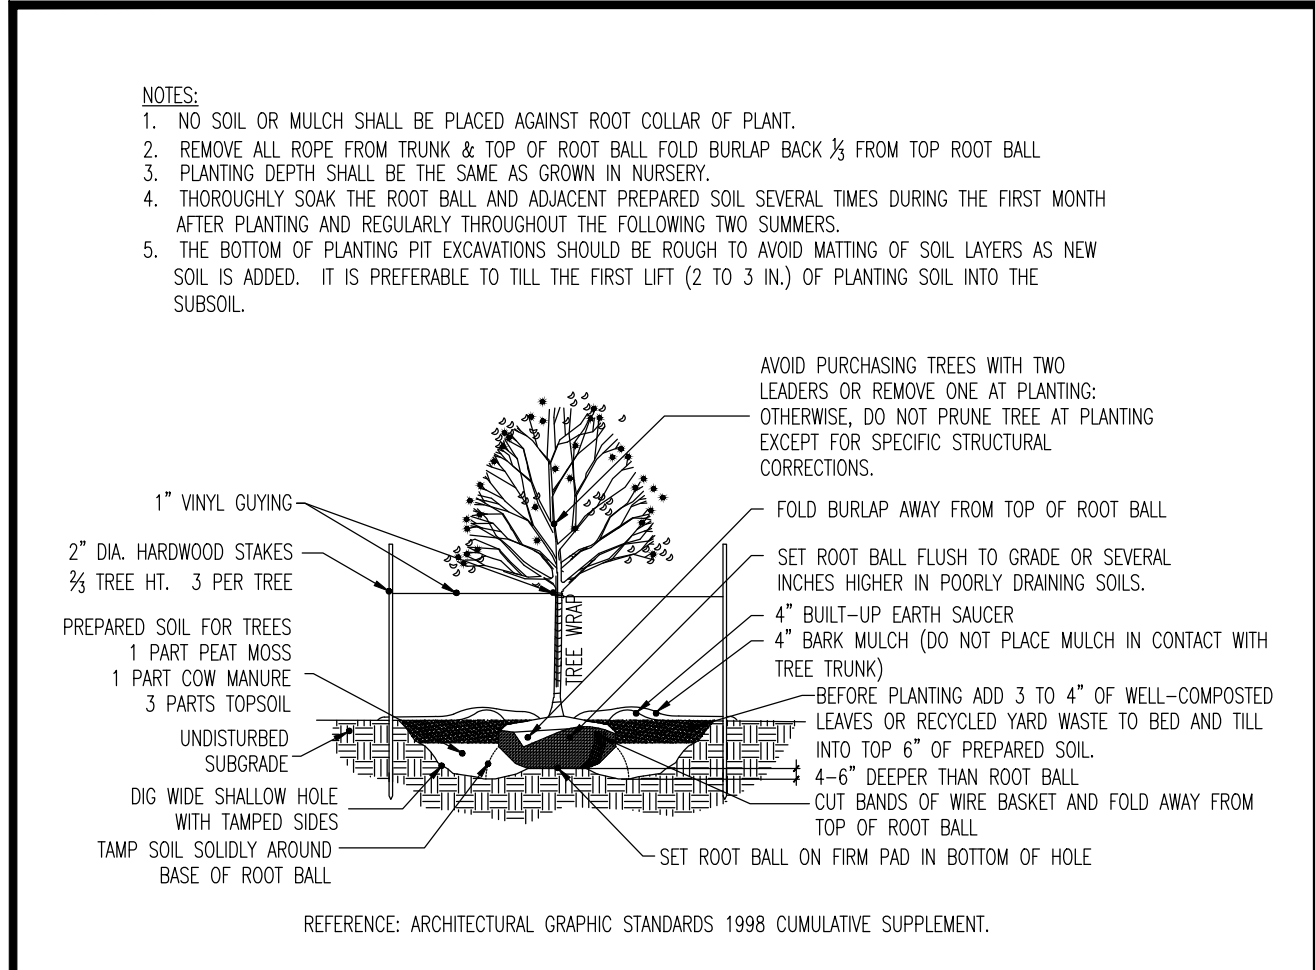 NOTES:
1. NO SOIL OR MULCH SHALL BE PLACED AGAINST ROOT COLLAR OF PLANT.
2. REMOVE ALL ROPE FROM TRUNK & TOP OF ROOT BALL FOLD BURLAP BACK ⅓ FROM TOP ROOT BALL
3. PLANTING DEPTH SHALL BE THE SAME AS GROWN IN NURSERY.
4. THOROUGHLY SOAK THE ROOT BALL AND ADJACENT PREPARED SOIL SEVERAL TIMES DURING THE FIRST MONTH
AFTER PLANTING AND REGULARLY THROUGHOUT THE FOLLOWING TWO SUMMERS.
5. THE BOTTOM OF PLANTING PIT EXCAVATIONS SHOULD BE ROUGH TO AVOID MATTING OF SOIL LAYERS AS NEW
SOIL IS ADDED. IT IS PREFERABLE TO TILL THE FIRST LIFT (2 TO 3 IN.) OF PLANTING SOIL INTO THE
SUBSOIL.
AVOID PURCHASING TREES WITH TWO
LEADERS OR REMOVE ONE AT PLANTING:
OTHERWISE, DO NOT PRUNE TREE AT PLANTING
EXCEPT FOR SPECIFIC STRUCTURAL
CORRECTIONS.
1" VINYL GUYING
2" DIA. HARDWOOD STAKES
⅔ TREE HT. 3 PER TREE
PREPARED SOIL FOR TREES
1 PART PEAT MOSS
1 PART COW MANURE
3 PARTS TOPSOIL
UNDISTURBED
SUBGRADE
DIG WIDE SHALLOW HOLE
WITH TAMPED SIDES
TAMP SOIL SOLIDLY AROUND
BASE OF ROOT BALL
TREE WRAP
FOLD BURLAP AWAY FROM TOP OF ROOT BALL
SET ROOT BALL FLUSH TO GRADE OR SEVERAL
INCHES HIGHER IN POORLY DRAINING SOILS.
4" BUILT-UP EARTH SAUCER
4" BARK MULCH (DO NOT PLACE MULCH IN CONTACT WITH
TREE TRUNK)
BEFORE PLANTING ADD 3 TO 4" OF WELL-COMPOSTED
LEAVES OR RECYCLED YARD WASTE TO BED AND TILL
INTO TOP 6" OF PREPARED SOIL.
4-6" DEEPER THAN ROOT BALL
CUT BANDS OF WIRE BASKET AND FOLD AWAY FROM
TOP OF ROOT BALL
SET ROOT BALL ON FIRM PAD IN BOTTOM OF HOLE
REFERENCE: ARCHITECTURAL GRAPHIC STANDARDS 1998 CUMULATIVE SUPPLEMENT.